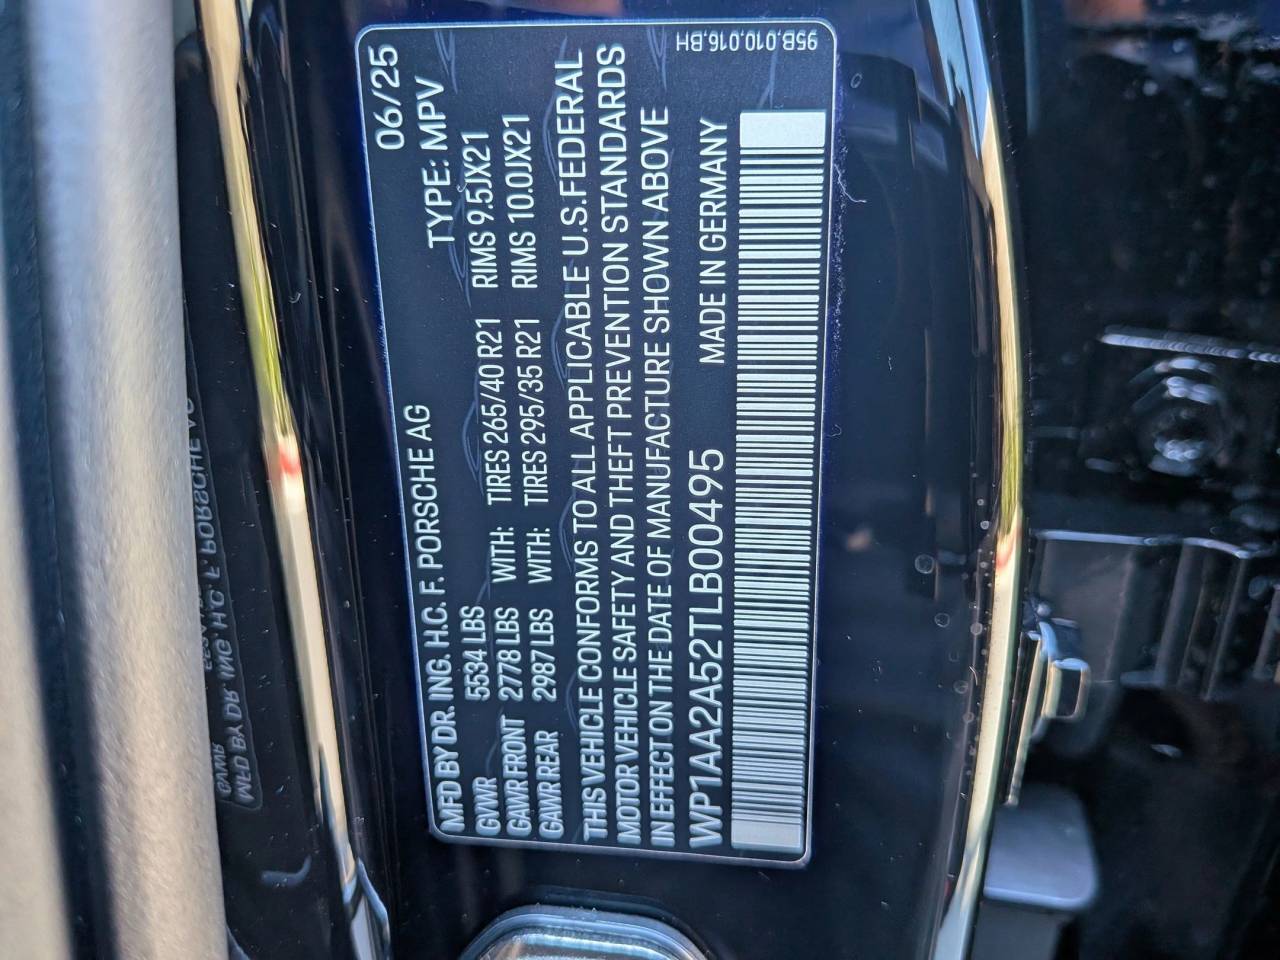 06/25
MFD BY DR. ING. H.C. F. PORSCHE AG TYPE: MPV
GVWR 5534 LBS
GAWR FRONT 2778 LBS WITH: TIRES 265/40 R21 RIMS 9.5JX21
GAWR REAR 2987 LBS WITH: TIRES 295/35 R21 RIMS 10.0JX21
THIS VEHICLE CONFORMS TO ALL APPLICABLE U.S. FEDERAL
MOTOR VEHICLE SAFETY AND THEFT PREVENTION STANDARDS
IN EFFECT ON THE DATE OF MANUFACTURE SHOWN ABOVE
WP1AA2A52TLB00495 MADE IN GERMANY
95B.010.016.BH